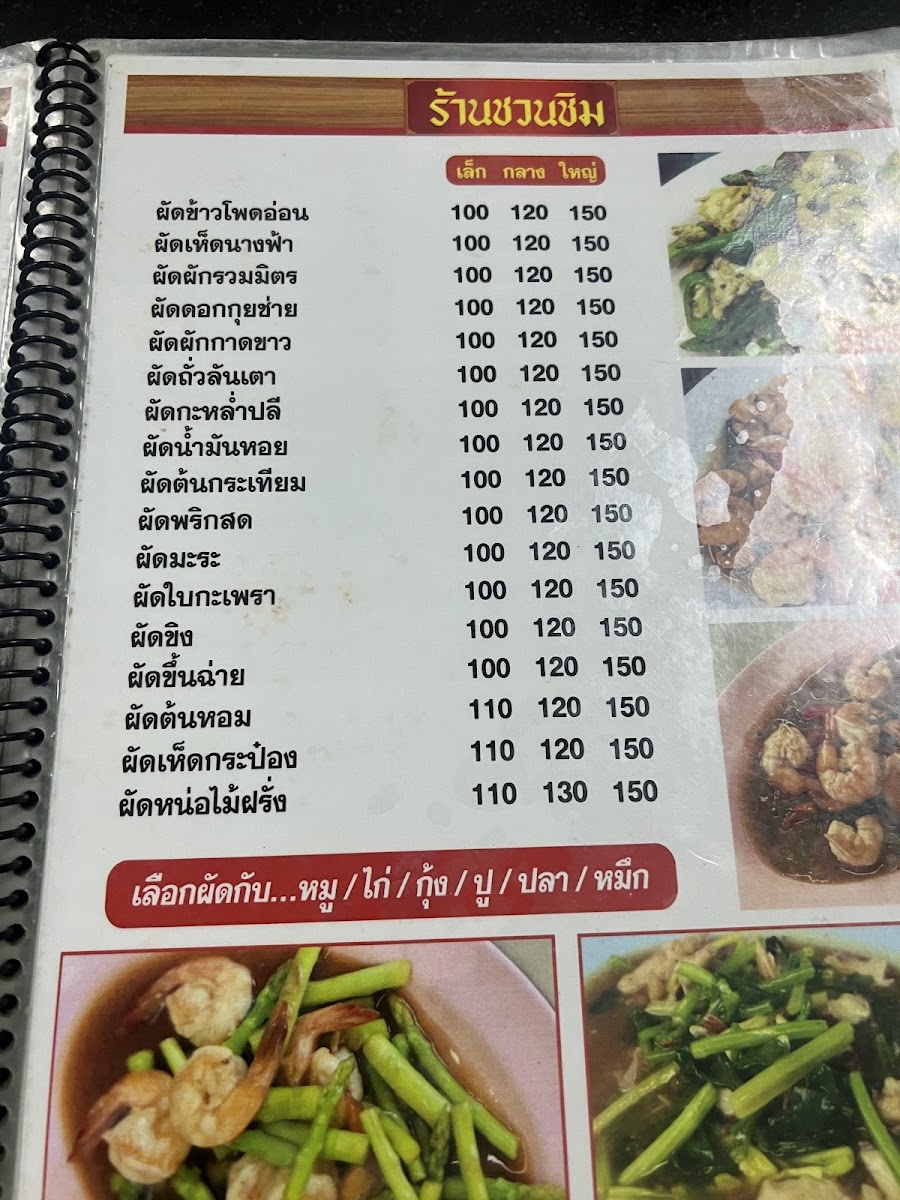 ร้านชวนชิม
เล็ก กลาง ใหญ่
ผัดข้าวโพดอ่อน 100 120 150
ผัดเห็ดนางฟ้า 100 120 150
ผัดผักรวมมิตร 100 120 150
ผัดดอกกุยช่าย 100 120 150
ผัดผักกาดขาว 100 120 150
ผัดถั่วลันเตา 100 120 150
ผัดกะหล่ำปลี 100 120 150
ผัดน้ำมันหอย 100 120 150
ผัดต้นกระเทียม 100 120 150
ผัดพริกสด 100 120 150
ผัดมะระ 100 120 150
ผัดใบกะเพรา 100 120 150
ผัดขิง 100 120 150
ผัดขึ้นฉ่าย 100 120 150
ผัดต้นหอม 110 120 150
ผัดเห็ดกระป๋อง 110 120 150
ผัดหน่อไม้ฝรั่ง 110 130 150
เลือกผัดกับ...หมู / ไก่ / กุ้ง / ปู / ปลา / หมึก